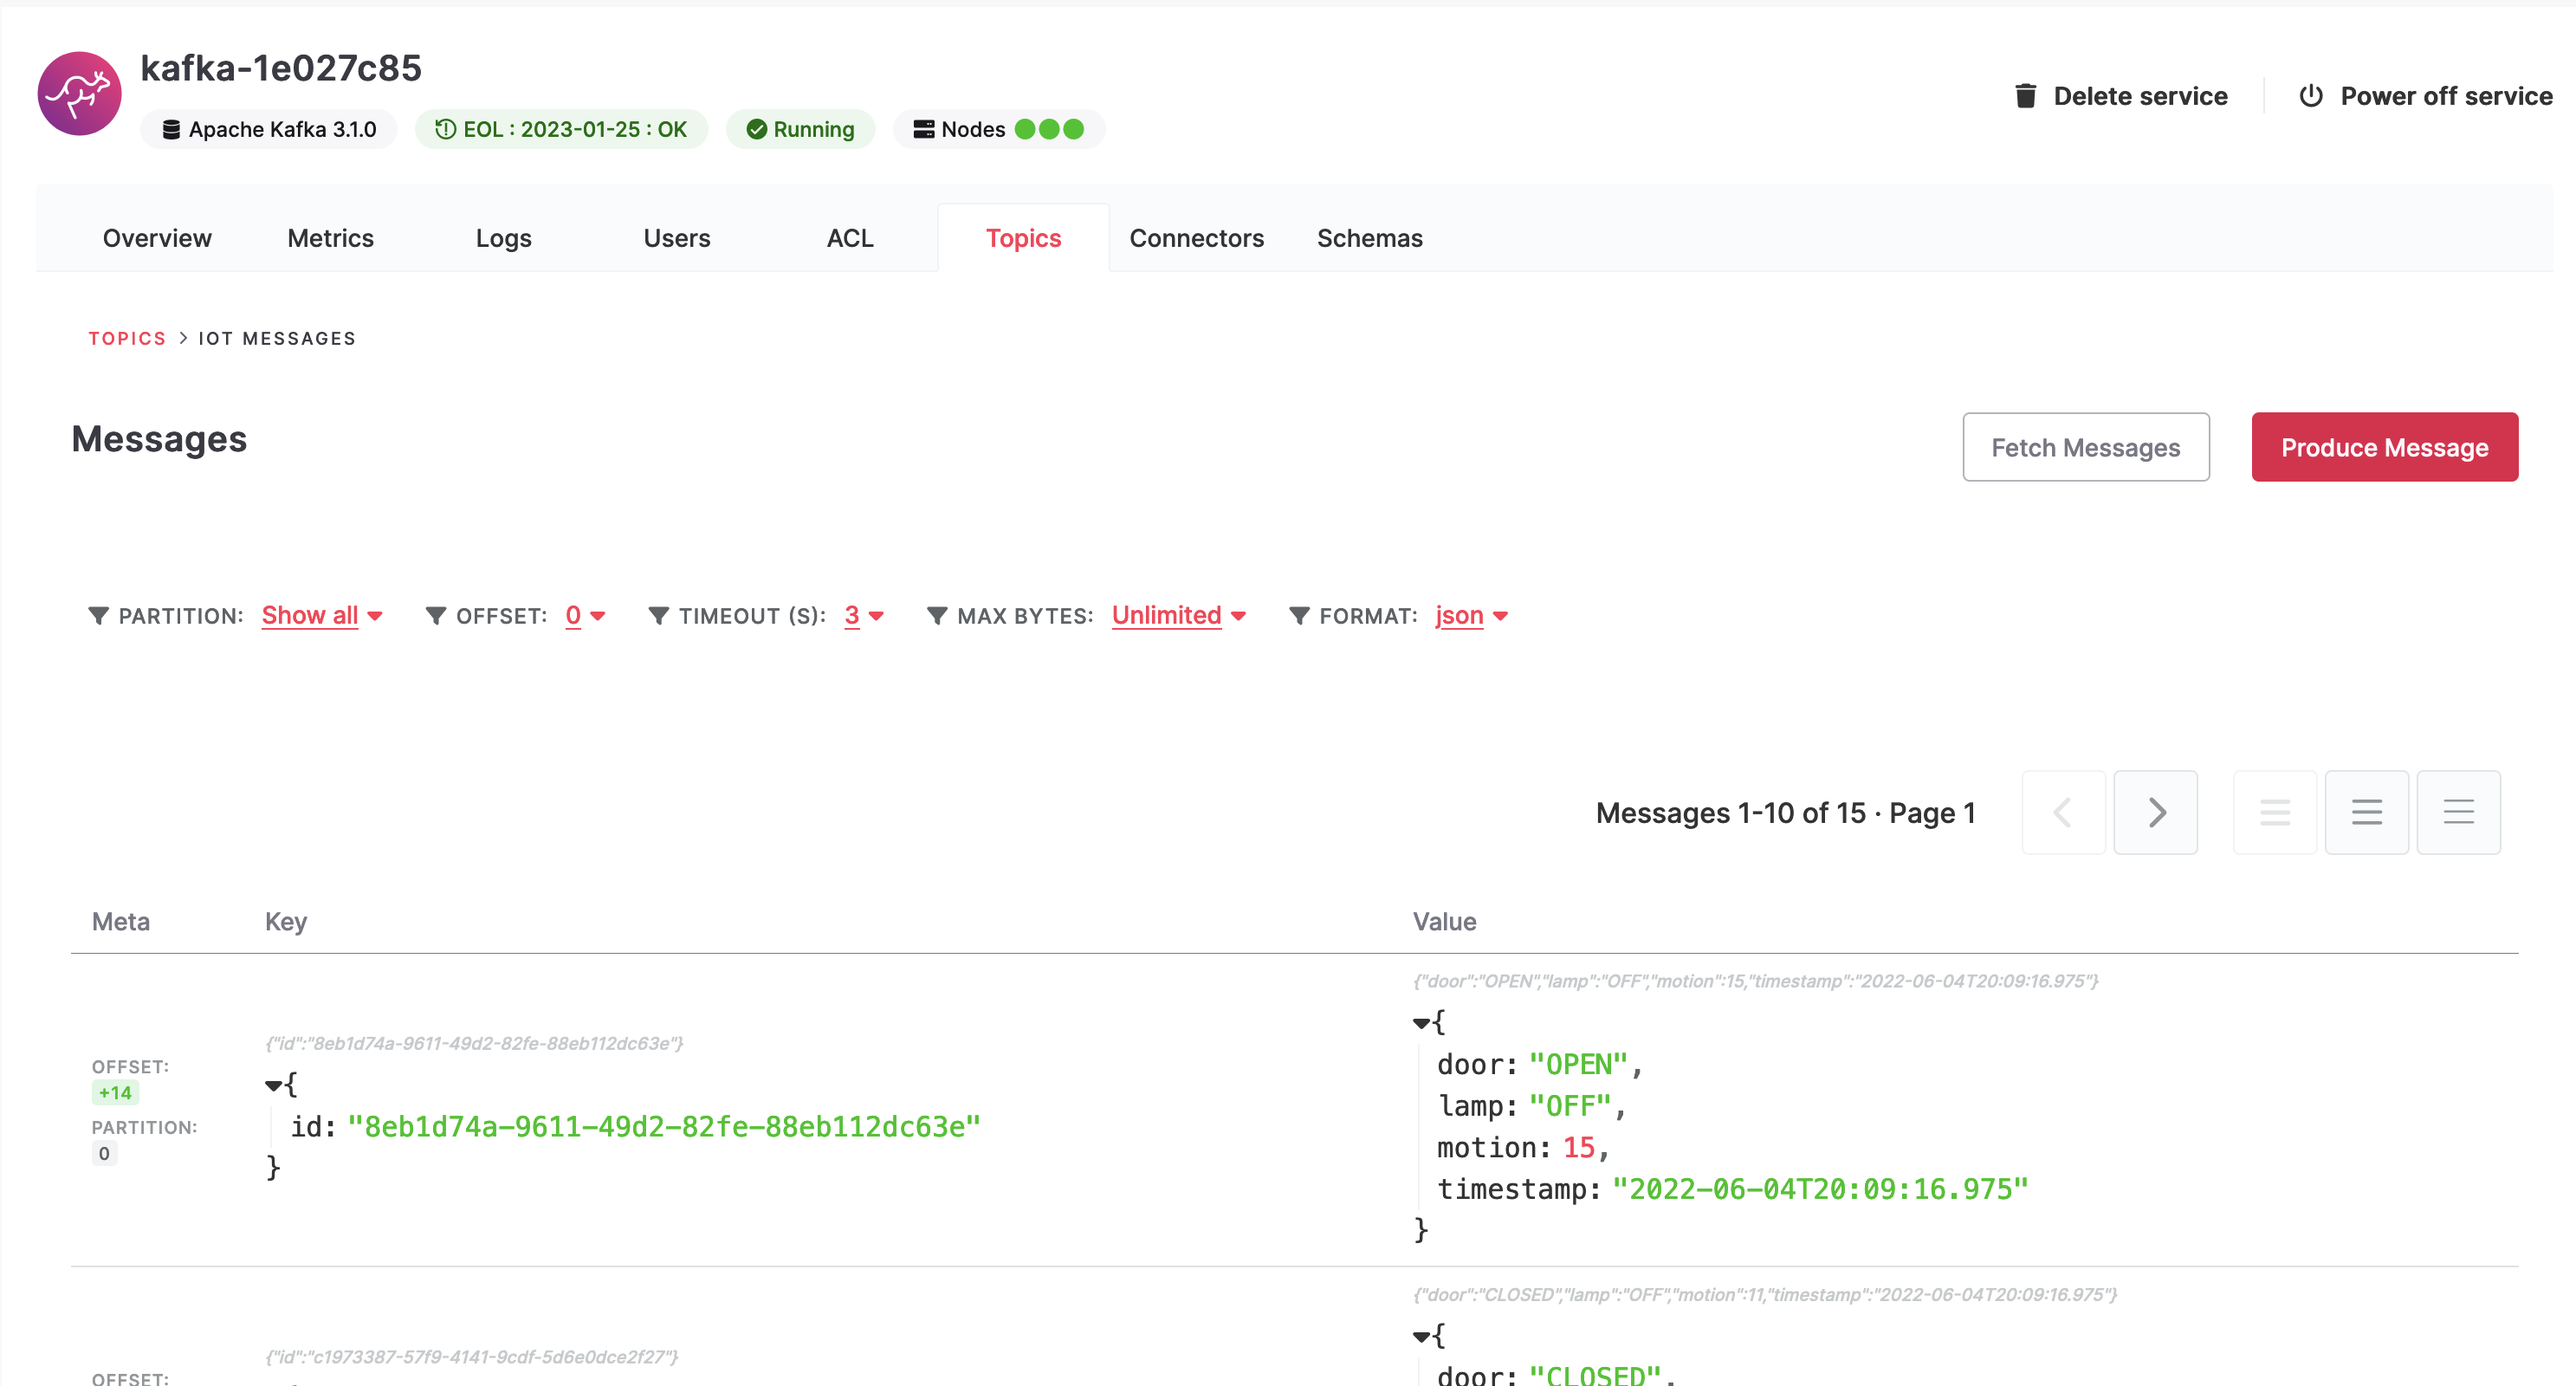 kafka-1e027c85
Apache Kafka 3.1.0 EOL : 2023-01-25 : OK Running Nodes
Delete service Power off service
Overview Metrics Logs Users ACL Topics Connectors Schemas
TOPICS > IOT MESSAGES
Messages
Fetch Messages Produce Message
PARTITION: Show all OFFSET: 0 TIMEOUT (S): 3 MAX BYTES: Unlimited FORMAT: json
Messages 1-10 of 15 · Page 1
Meta Key Value
OFFSET:
+14
PARTITION:
0
{"id":"8eb1d74a-9611-49d2-82fe-88eb112dc63e"}
{
id: "8eb1d74a-9611-49d2-82fe-88eb112dc63e"
}
{"door":"OPEN","lamp":"OFF","motion":15,"timestamp":"2022-06-04T20:09:16.975"}
{
door: "OPEN",
lamp: "OFF",
motion: 15,
timestamp: "2022-06-04T20:09:16.975"
}
OFFSET:
{"id":"c1973387-57f9-4141-9cdf-5d6e0dce2f27"}
{"door":"CLOSED","lamp":"OFF","motion":11,"timestamp":"2022-06-04T20:09:16.975"}
{
door: "CLOSED",